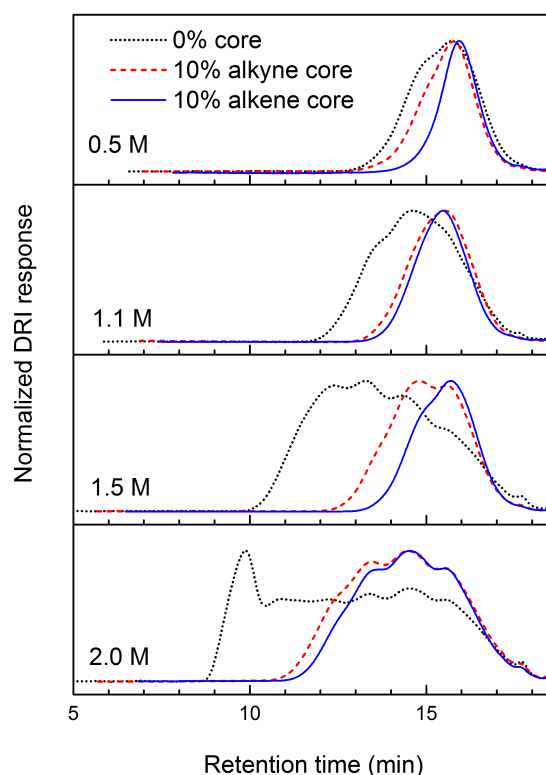 0% core
10% alkyne core
10% alkene core
0.5 M
1.1 M
1.5 M
2.0 M
5 10 15
Retention time (min)
Normalized DRI response